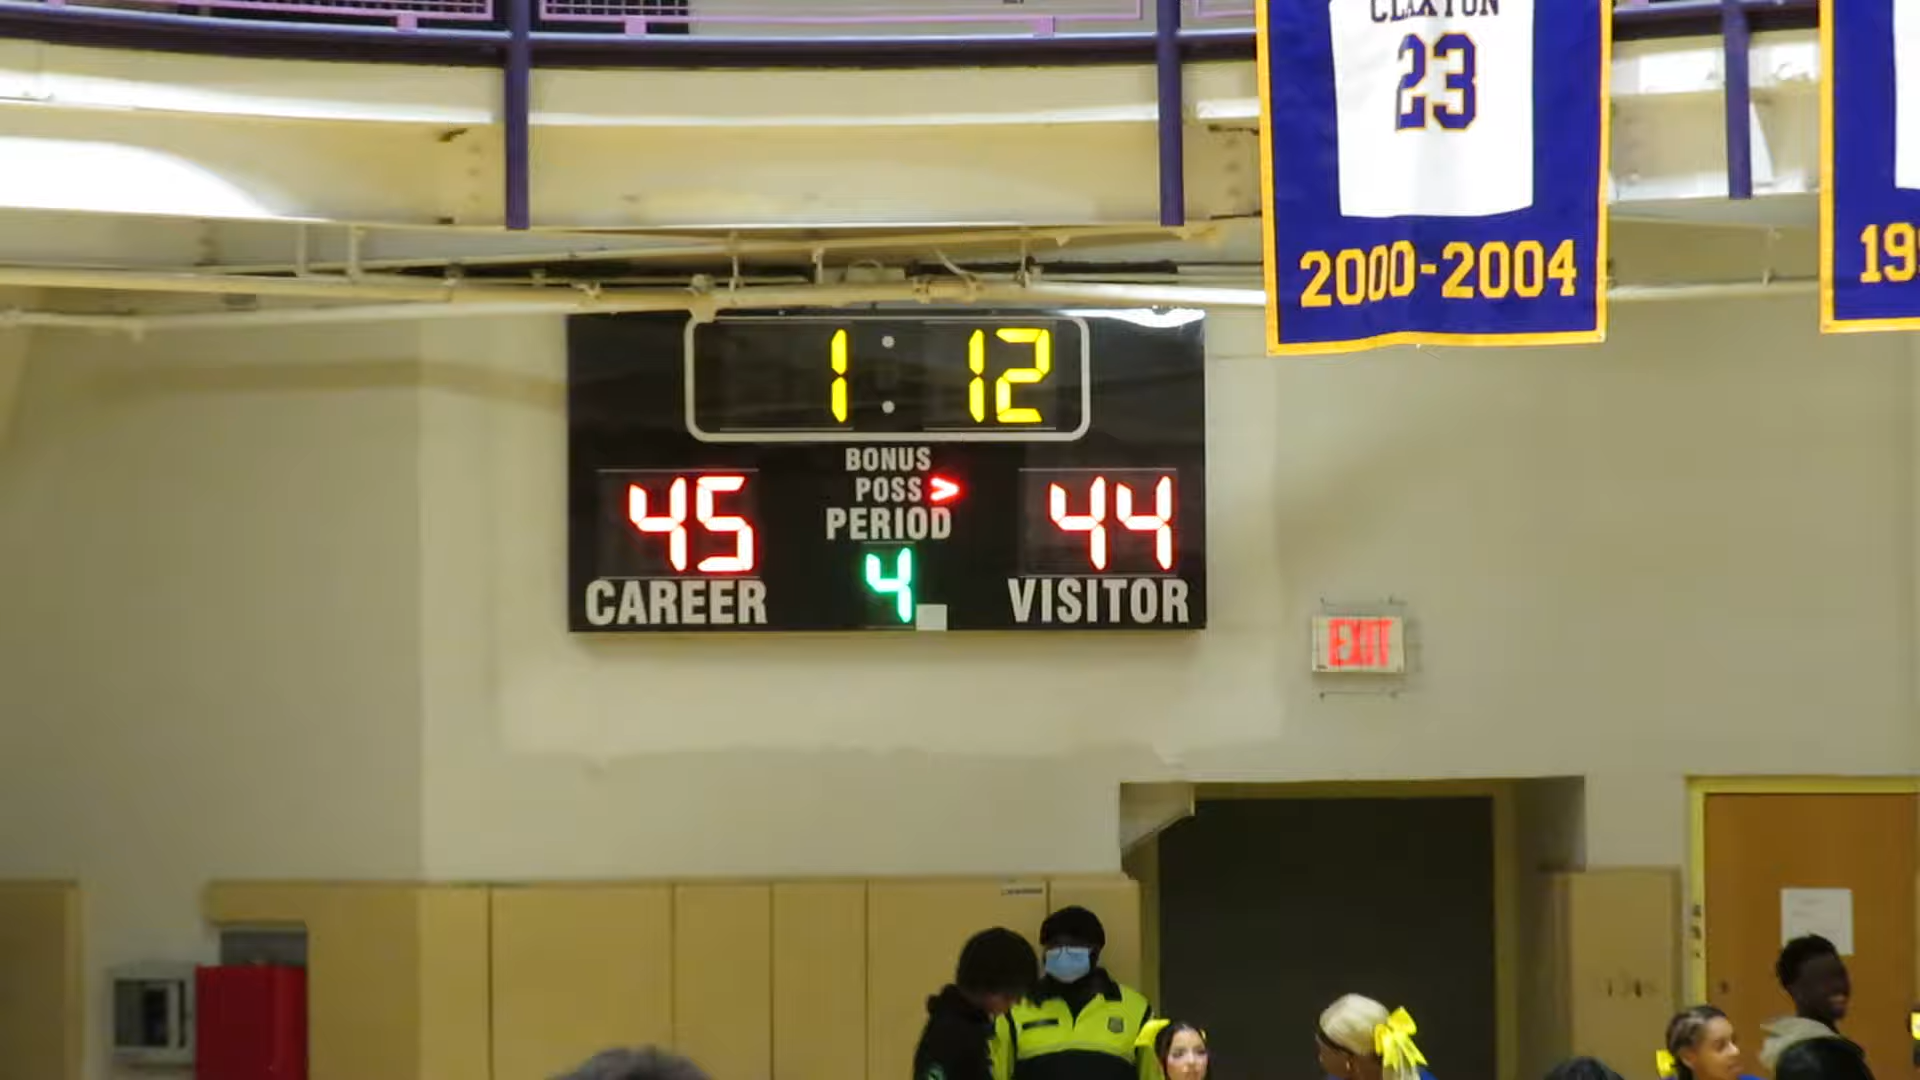 CLAXTON
23
2000-2004
19
1:12
BONUS
POSS >
PERIOD
45
4
44
CAREER
VISITOR
EXIT